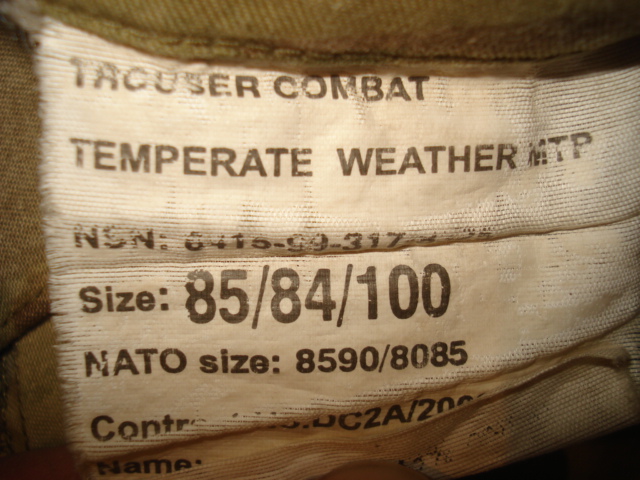 TROUSER COMBAT
TEMPERATE WEATHER MTP
NSN:
Size: 85/84/100
NATO size: 8590/8085
Name: